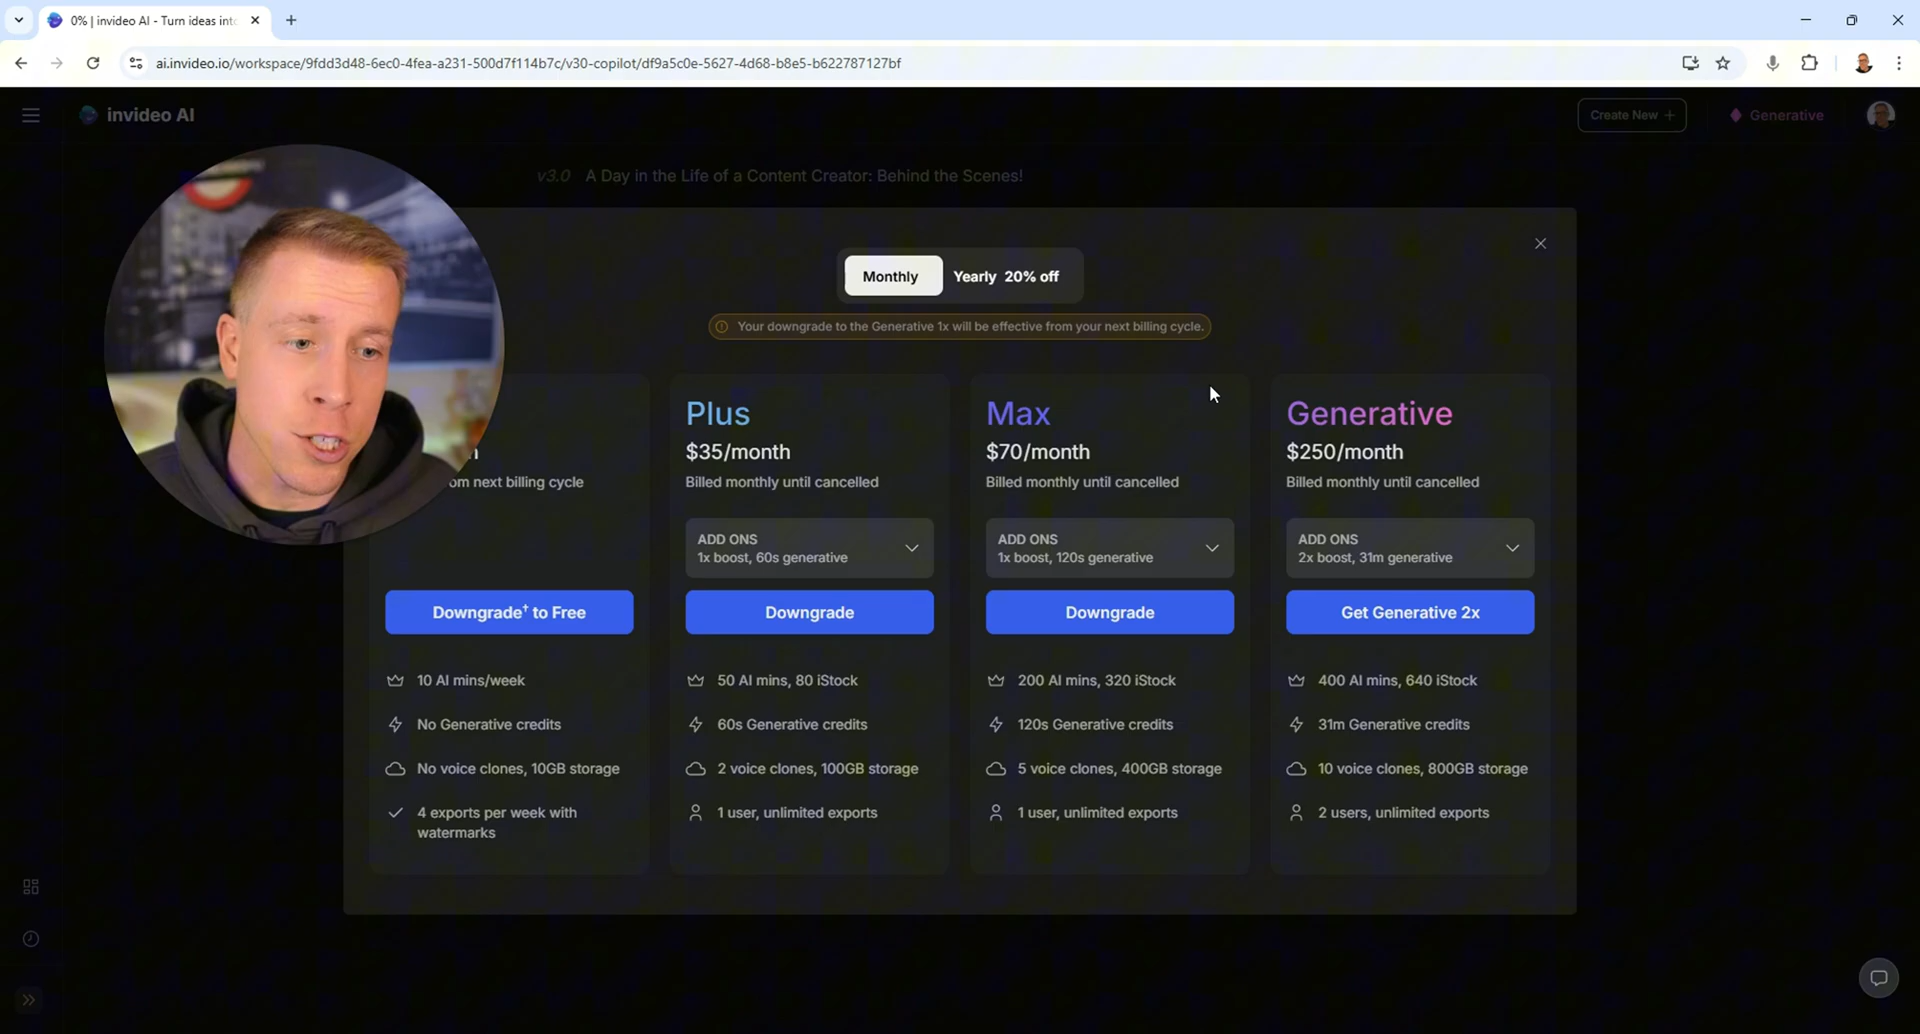 0% | invideo AI - Turn ideas into
ai.invideo.io/workspace/9fdd3d48-6ec0-4fea-a231-500d7f114b7c/v30-copilot/df9a5c0e-5627-4d68-b8e5-b622787127bf
invideo AI
Create New +
Generative
v3.0 A Day in the Life of a Content Creator: Behind the Scenes!
Monthly
Yearly 20% off
Your downgrade to the Generative 1x will be effective from your next billing cycle.
next billing cycle
Downgrade† to Free
10 AI mins/week
No Generative credits
No voice clones, 10GB storage
4 exports per week with
watermarks
Plus
$35/month
Billed monthly until cancelled
ADD ONS
1x boost, 60s generative
Downgrade
50 AI mins, 80 iStock
60s Generative credits
2 voice clones, 100GB storage
1 user, unlimited exports
Max
$70/month
Billed monthly until cancelled
ADD ONS
1x boost, 120s generative
Downgrade
200 AI mins, 320 iStock
120s Generative credits
5 voice clones, 400GB storage
1 user, unlimited exports
Generative
$250/month
Billed monthly until cancelled
ADD ONS
2x boost, 31m generative
Get Generative 2x
400 AI mins, 640 iStock
31m Generative credits
10 voice clones, 800GB storage
2 users, unlimited exports